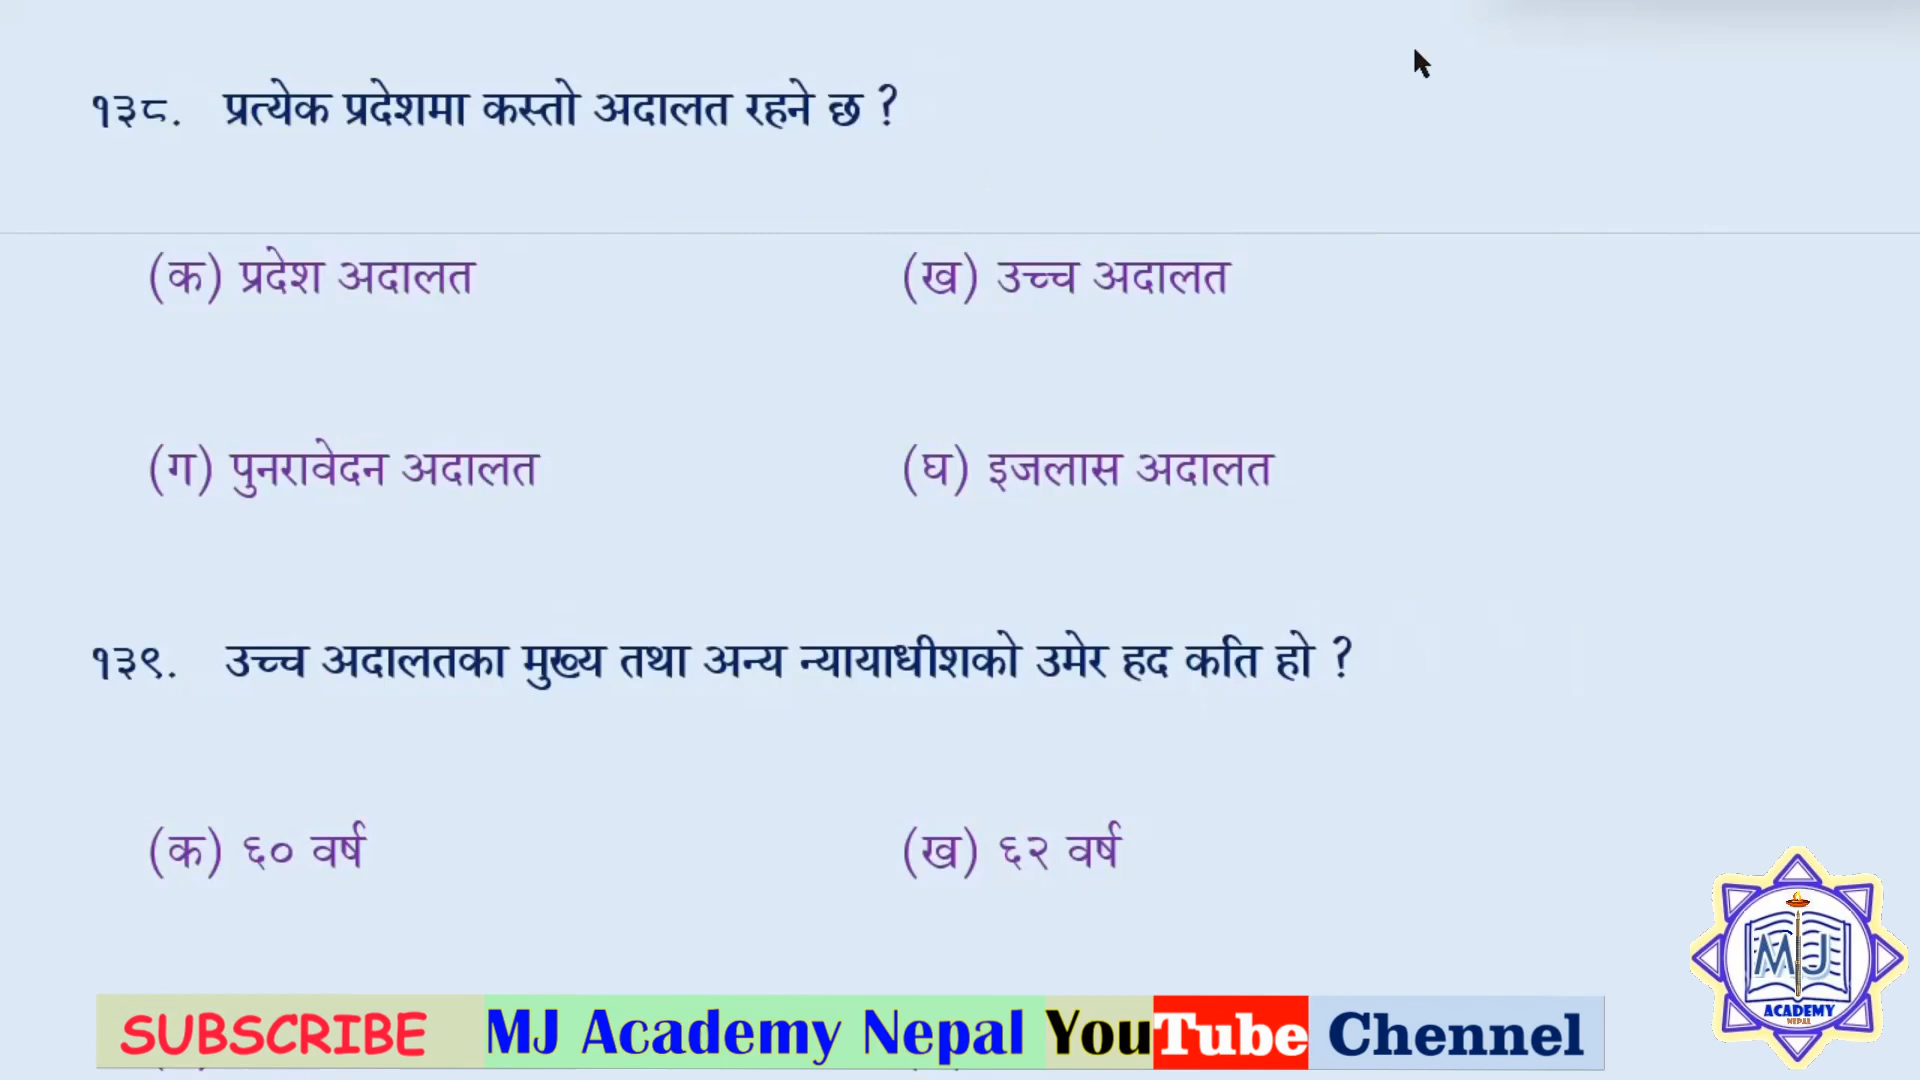 १३८. प्रत्येक प्रदेशमा कस्तो अदालत रहने छ ?
(क) प्रदेश अदालत (ख) उच्च अदालत
(ग) पुनरावेदन अदालत (घ) इजलास अदालत
१३९. उच्च अदालतका मुख्य तथा अन्य न्यायाधीशको उमेर हद कति हो ?
(क) ६० वर्ष (ख) ६२ वर्ष
MJ
ACADEMY
NEPAL
SUBSCRIBE MJ Academy Nepal YouTube Chennel